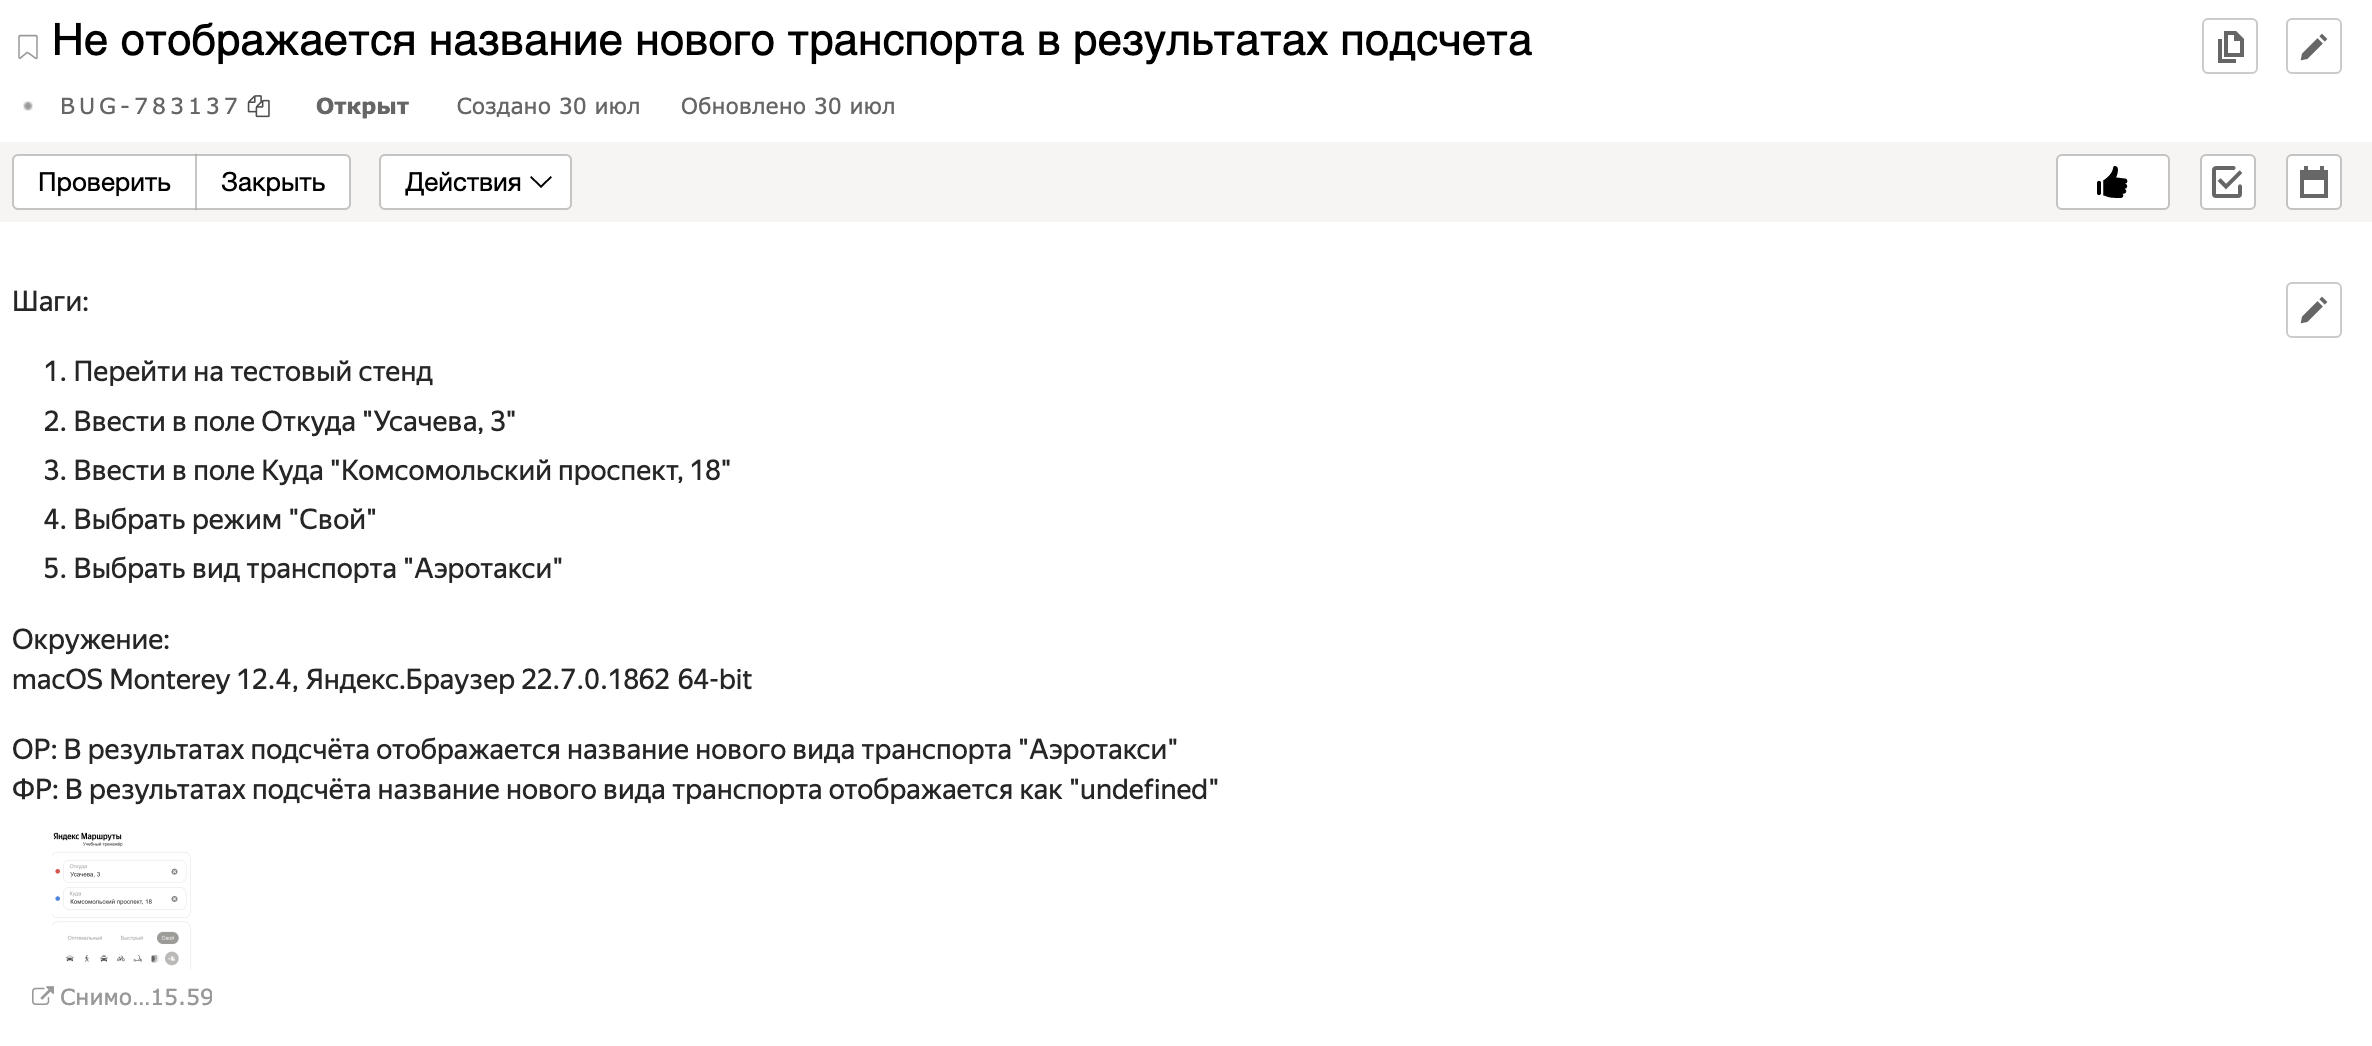 Не отображается название нового транспорта в результатах подсчета
BUG-783137 Открыт Создано 30 июл Обновлено 30 июл
Проверить Закрыть Действия
Шаги:
1. Перейти на тестовый стенд
2. Ввести в поле Откуда "Усачева, 3"
3. Ввести в поле Куда "Комсомольский проспект, 18"
4. Выбрать режим "Свой"
5. Выбрать вид транспорта "Аэротакси"
Окружение:
macOS Monterey 12.4, Яндекс.Браузер 22.7.0.1862 64-bit
ОР: В результатах подсчёта отображается название нового вида транспорта "Аэротакси"
ФР: В результатах подсчёта название нового вида транспорта отображается как "undefined"
Яндекс Маршруты
Учебный тренажёр
Откуда
Усачева, 3
Куда
Комсомольский проспект, 18
Оптимальный Быстрый Свой
Снимо...15.59